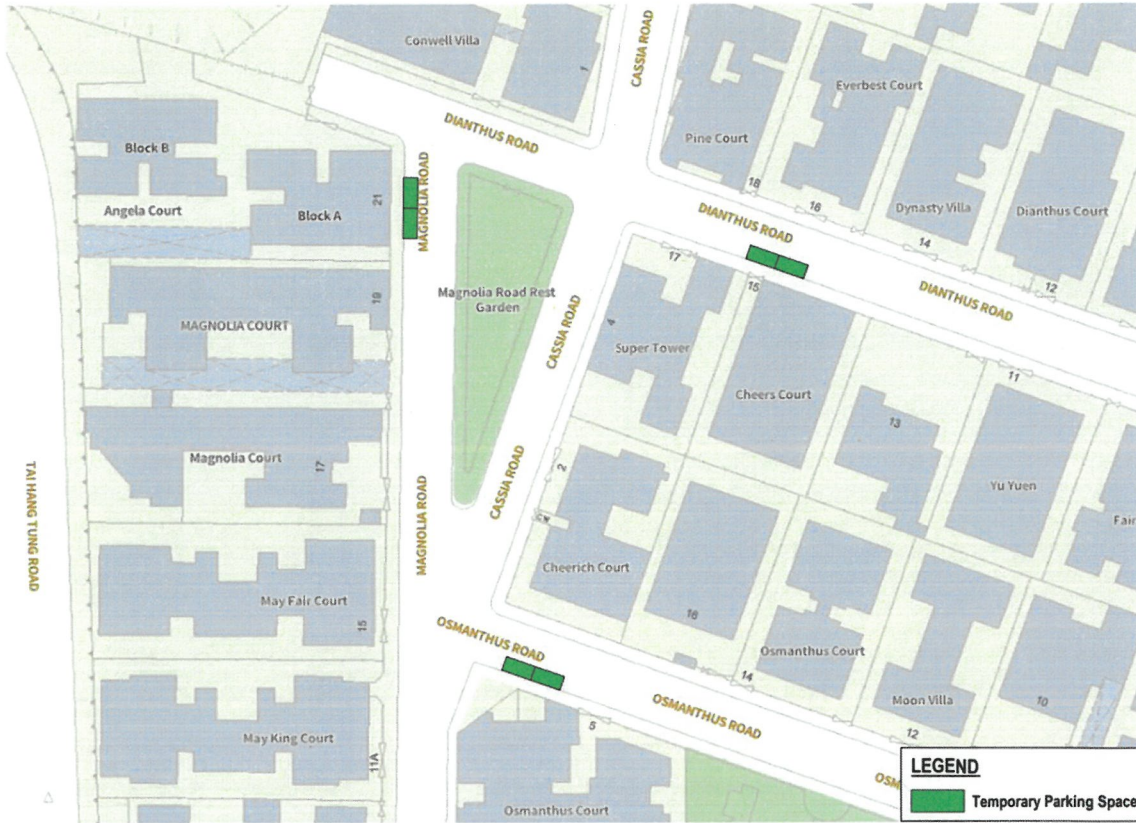 Conwell Villa
1
CASSIA ROAD
Everbest Court
Pine Court
DIANTHUS ROAD
Block B
MAGNOLIA ROAD
21
Angela Court
Block A
18
16
Dynasty Villa
Dianthus Court
DIANTHUS ROAD
14
12
17
15
DIANTHUS ROAD
Magnolia Road Rest
Garden
19
MAGNOLIA COURT
CASSIA ROAD
4
Super Tower
11
Cheers Court
13
Magnolia Court
17
TAI HANG TUNG ROAD
MAGNOLIA ROAD
CASSIA ROAD
2
Yu Yuen
Fair
Cheerich Court
May Fair Court
15
16
OSMANTHUS ROAD
Osmanthus Court
14
OSMANTHUS ROAD
Moon Villa
10
12
May King Court
11A
5
Osmanthus Court
OSM
LEGEND
Temporary Parking Space